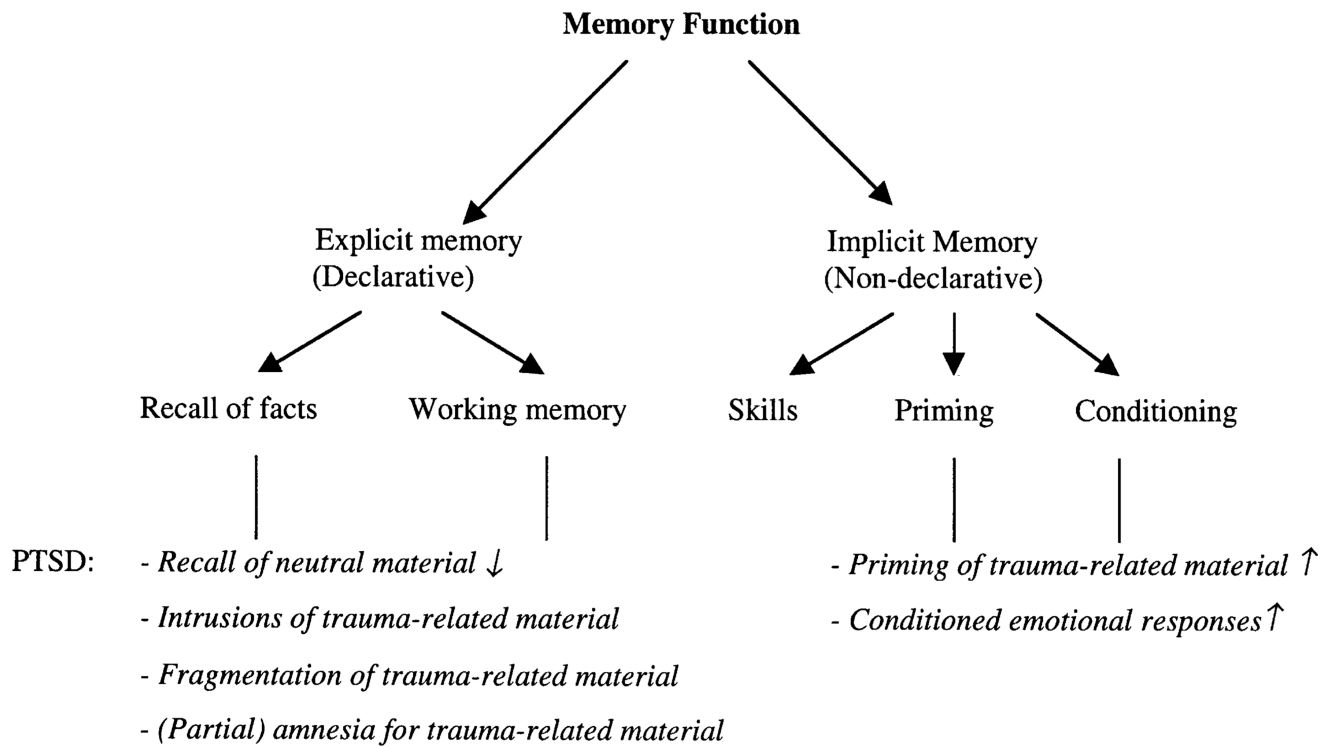 Memory Function
Explicit memory
(Declarative)
Implicit Memory
(Non-declarative)
Recall of facts
Working memory
Skills
Priming
Conditioning
PTSD:
- Recall of neutral material ↓
- Intrusions of trauma-related material
- Fragmentation of trauma-related material
- (Partial) amnesia for trauma-related material
- Priming of trauma-related material ↑
- Conditioned emotional responses ↑